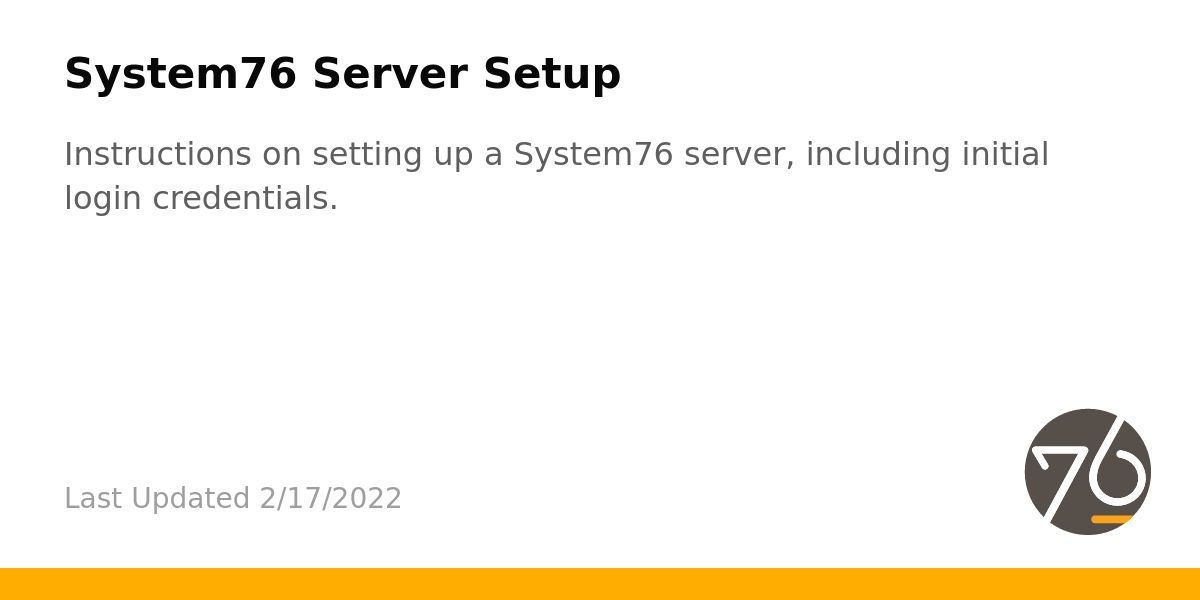 System76 Server Setup
Instructions on setting up a System76 server, including initial
login credentials.
Last Updated 2/17/2022
76